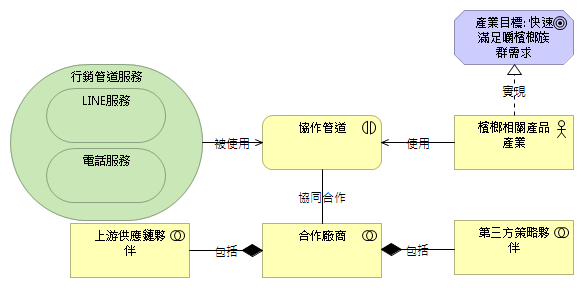 產業目標: 快速
滿足嚼檳榔族
群需求
行銷管道服務
LINE服務
電話服務
實現
被使用
協作管道
使用
檳榔相關產品
產業
協同合作
上游供應鏈夥
伴
包括
合作廠商
包括
第三方策略夥
伴